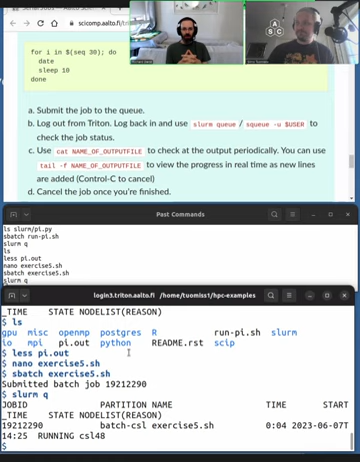 scicomp.aalto.fi/t
for i in $(seq 30); do
date
sleep 10
done
a. Submit the job to the queue.
b. Log out from Triton. Log back in and use slurm queue / squeue -u $USER to
check the job status.
c. Use cat NAME_OF_OUTPUTFILE to check at the output periodically. You can use
tail -f NAME_OF_OUTPUTFILE to view the progress in real time as new lines
are added (Control-C to cancel)
d. Cancel the job once you're finished.
Past Commands
ls slurm/pi.py
sbatch run-pi.sh
slurm q
ls
less pi.out
nano exercise5.sh
sbatch exercise5.sh
slurm q
login3.triton.aalto.fi /home/tuomiss1/hpc-examples
_TIME STATE NODELIST(REASON)
$ ls
gpu misc openmp postgres R run-pi.sh slurm
io mpi pi.out python README.rst scip
$ less pi.out
$ nano exercise5.sh
$ sbatch exercise5.sh
Submitted batch job 19212290
$ slurm q
JOBID PARTITION NAME TIME START
_TIME STATE NODELIST(REASON)
19212290 batch-csl exercise5.sh 0:04 2023-06-07T
14:25 RUNNING csl48
$